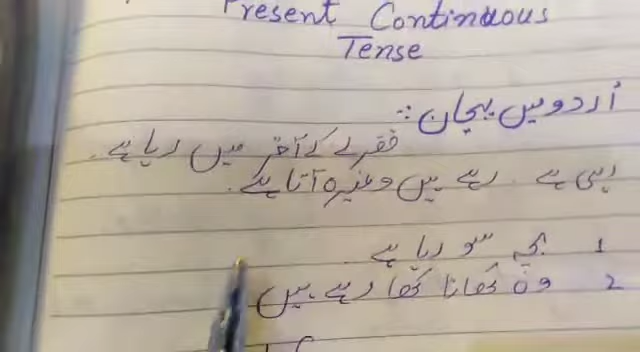 Present Continuous
Tense
اُردو میں پہچان :-
فقرے کے آخر میں رہا ہے۔
رہی ہے۔ رہے ہیں وغیرہ آتا ہے۔
1 بچہ سو رہا ہے۔
2 وہ کھانا کھا رہے ہیں